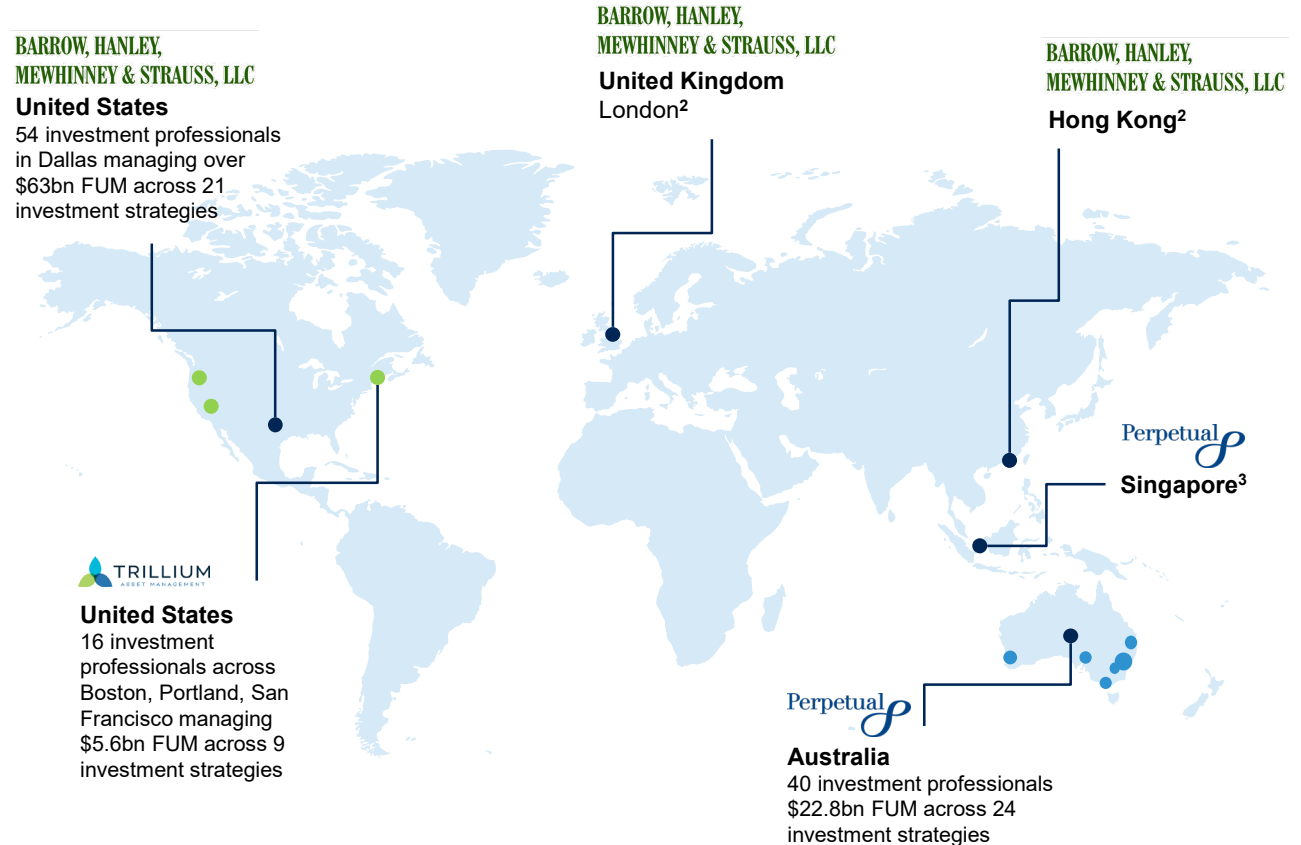 BARROW, HANLEY,
MEWHINNEY & STRAUSS, LLC
United States
54 investment professionals
in Dallas managing over
$63bn FUM across 21
investment strategies
BARROW, HANLEY,
MEWHINNEY & STRAUSS, LLC
United Kingdom
London²
BARROW, HANLEY,
MEWHINNEY & STRAUSS, LLC
Hong Kong²
Perpetual
Singapore³
TRILLIUM
ASSET MANAGEMENT
United States
16 investment
professionals across
Boston, Portland, San
Francisco managing
$5.6bn FUM across 9
investment strategies
Perpetual
Australia
40 investment professionals
$22.8bn FUM across 24
investment strategies